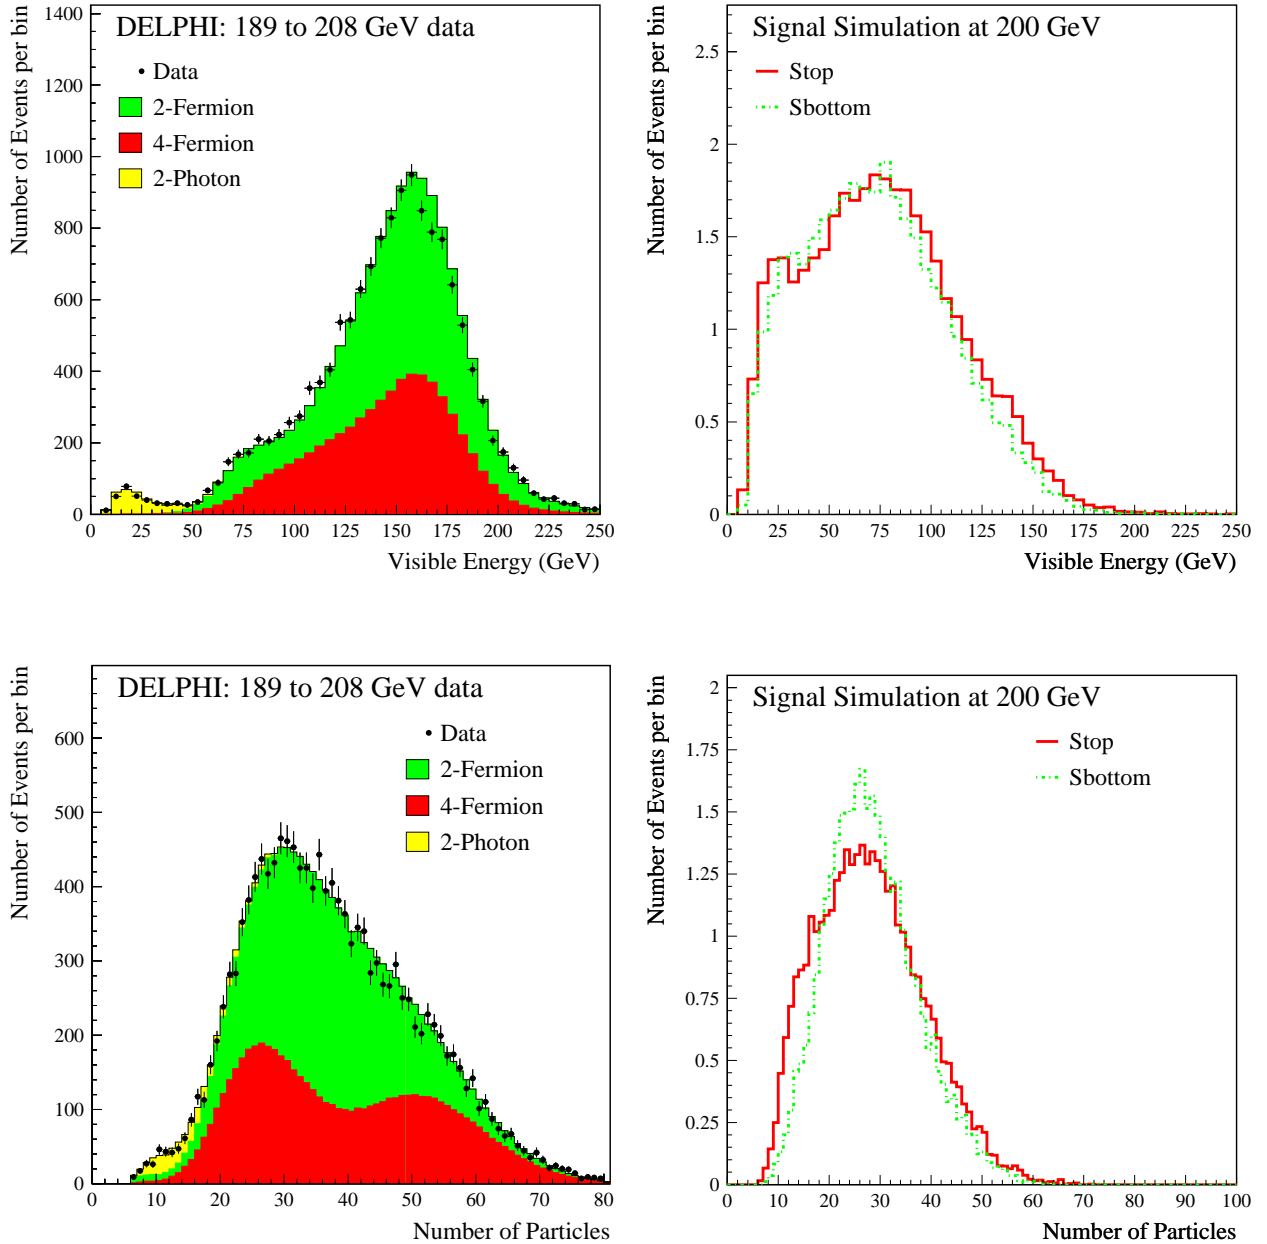 DELPHI: 189 to 208 GeV data
Number of Events per bin
Data
2-Fermion
4-Fermion
2-Photon
1400
1200
1000
800
600
400
200
0
0 25 50 75 100 125 150 175 200 225 250
Visible Energy (GeV)
Signal Simulation at 200 GeV
Number of Events per bin
Stop
Sbottom
2.5
2
1.5
1
0.5
0
0 25 50 75 100 125 150 175 200 225 250
Visible Energy (GeV)
DELPHI: 189 to 208 GeV data
Number of Events per bin
Data
2-Fermion
4-Fermion
2-Photon
600
500
400
300
200
100
0
0 10 20 30 40 50 60 70 80
Number of Particles
Signal Simulation at 200 GeV
Number of Events per bin
Stop
Sbottom
2
1.75
1.5
1.25
1
0.75
0.5
0.25
0
0 10 20 30 40 50 60 70 80 90 100
Number of Particles